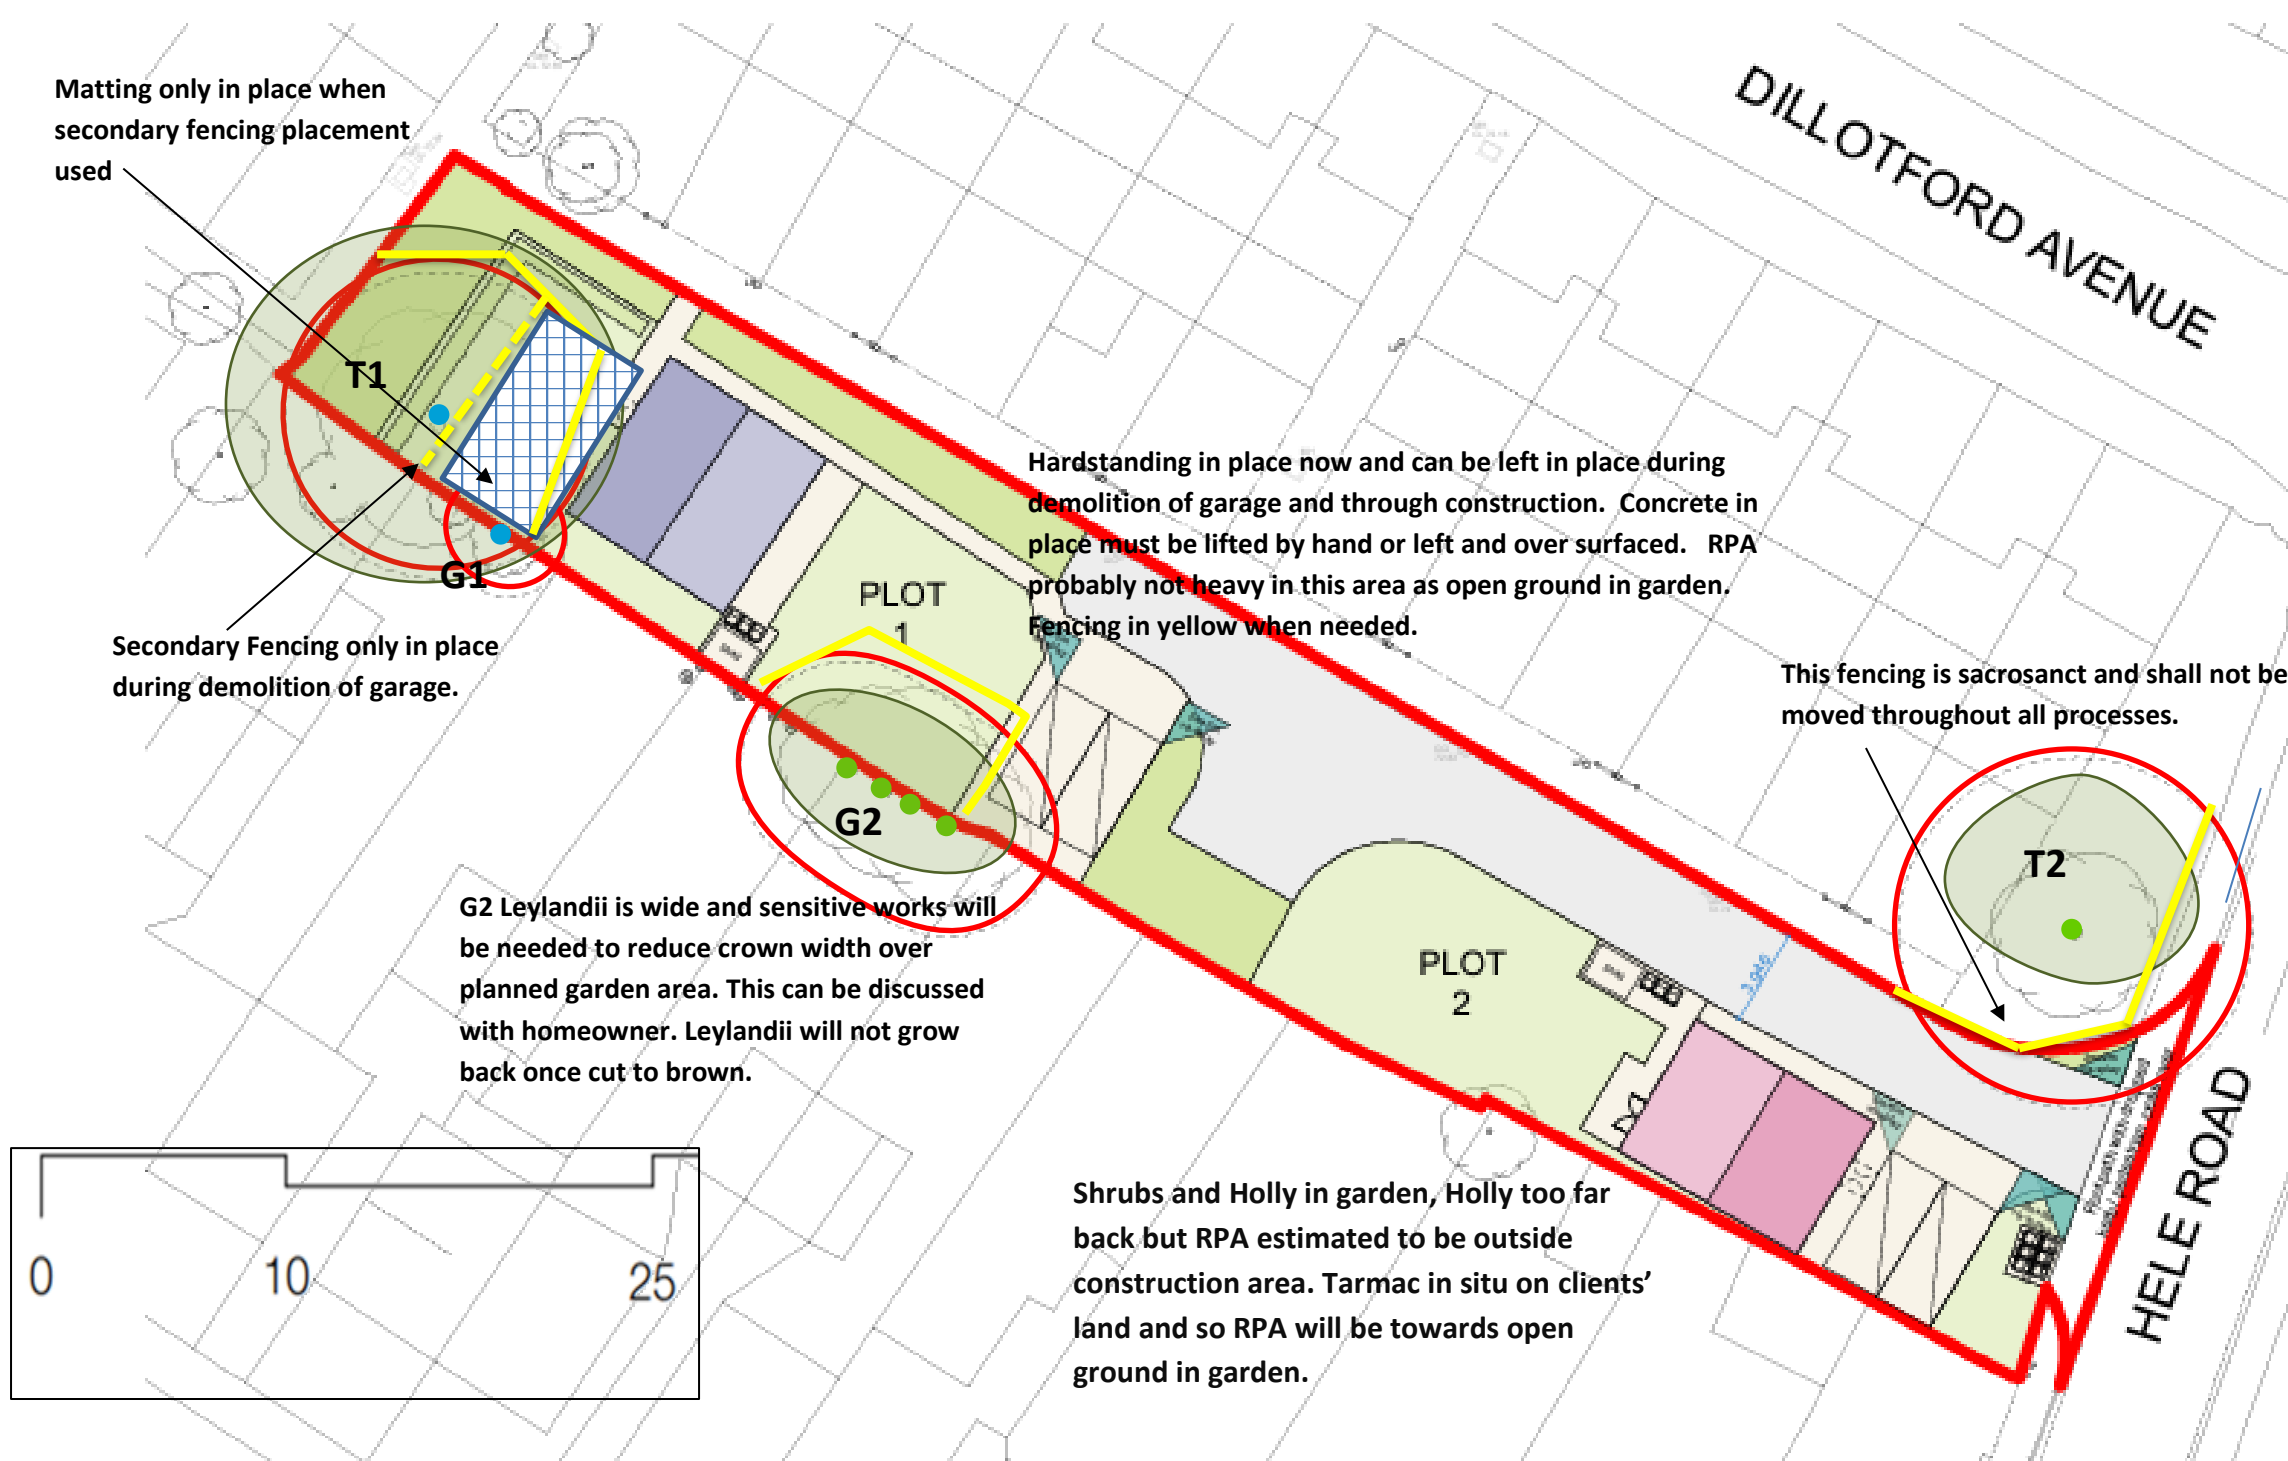 Matting only in place when
secondary fencing placement
used
DILLOTFORD AVENUE
T1
G1
Secondary Fencing only in place
during demolition of garage.
PLOT
1
Hardstanding in place now and can be left in place during
demolition of garage and through construction. Concrete in
place must be lifted by hand or left and over surfaced. RPA
probably not heavy in this area as open ground in garden.
Fencing in yellow when needed.
This fencing is sacrosanct and shall not be
moved throughout all processes.
T2
G2
G2 Leylandii is wide and sensitive works will
be needed to reduce crown width over
planned garden area. This can be discussed
with homeowner. Leylandii will not grow
back once cut to brown.
PLOT
2
HELE ROAD
Shrubs and Holly in garden, Holly too far
back but RPA estimated to be outside
construction area. Tarmac in situ on clients’
land and so RPA will be towards open
ground in garden.
0
10
25